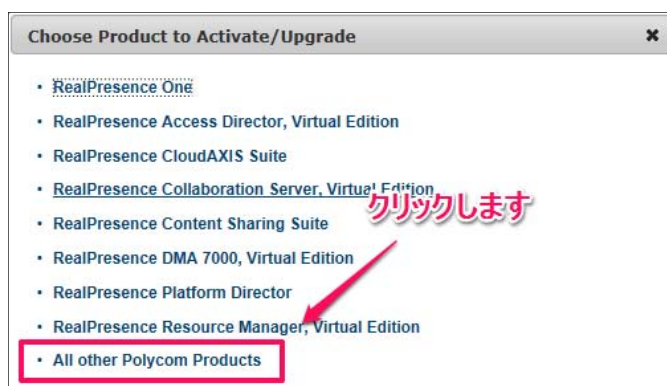 Choose Product to Activate/Upgrade
RealPresence One
RealPresence Access Director, Virtual Edition
RealPresence CloudAXIS Suite
RealPresence Collaboration Server, Virtual Edition
クリックします
RealPresence Content Sharing Suite
RealPresence DMA 7000, Virtual Edition
RealPresence Platform Director
RealPresence Resource Manager, Virtual Edition
All other Polycom Products